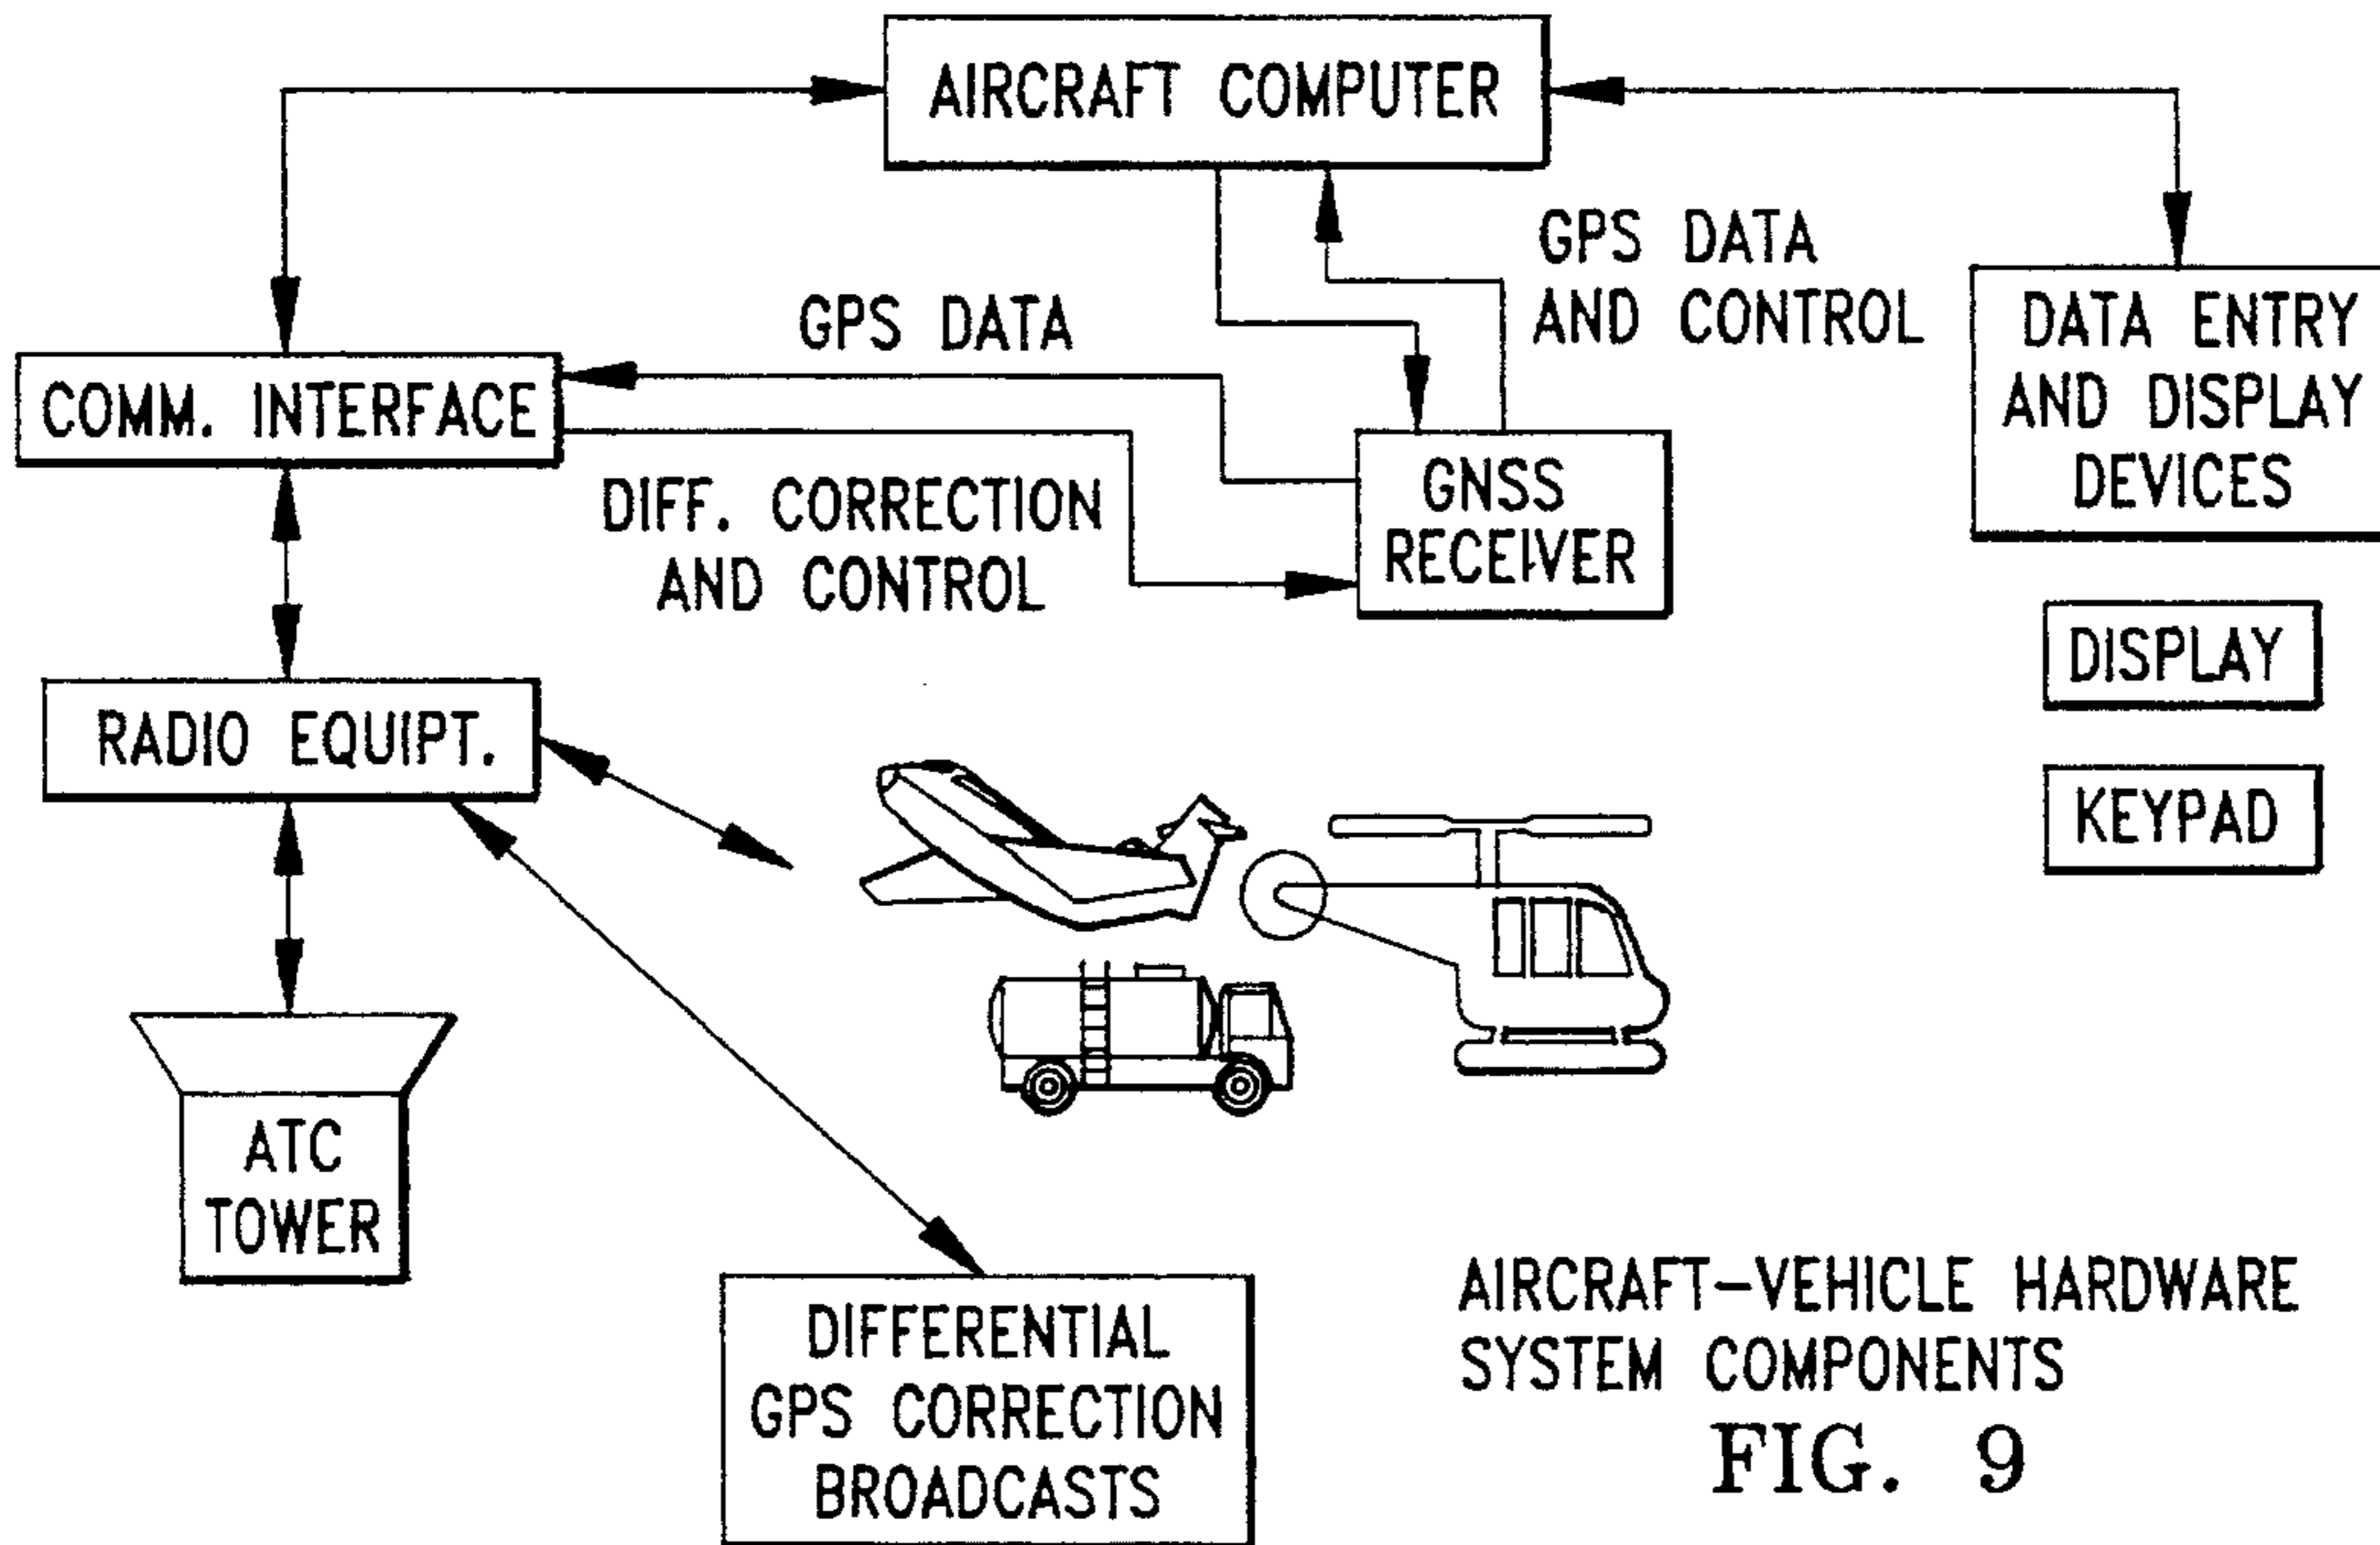 AIRCRAFT COMPUTER
GPS DATA
AND CONTROL
GPS DATA
COMM. INTERFACE
DIFF. CORRECTION
AND CONTROL
GNSS
RECEIVER
DATA ENTRY
AND DISPLAY
DEVICES
DISPLAY
KEYPAD
RADIO EQUIPT.
ATC
TOWER
DIFFERENTIAL
GPS CORRECTION
BROADCASTS
AIRCRAFT-VEHICLE HARDWARE
SYSTEM COMPONENTS
FIG. 9